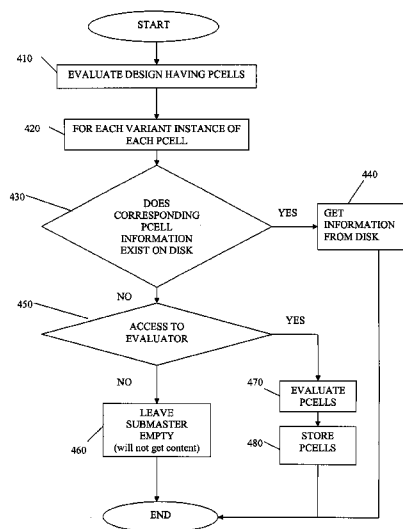 START
410
EVALUATE DESIGN HAVING PCELLS
420
FOR EACH VARIANT INSTANCE OF
EACH PCELL
430
DOES
CORRESPONDING
PCELL
INFORMATION
EXIST ON DISK
YES
440
GET
INFORMATION
FROM DISK
NO
450
ACCESS TO
EVALUATOR
YES
NO
470
EVALUATE
PCELLS
460
LEAVE
SUBMASTER
EMPTY
(will not get content)
480
STORE
PCELLS
END